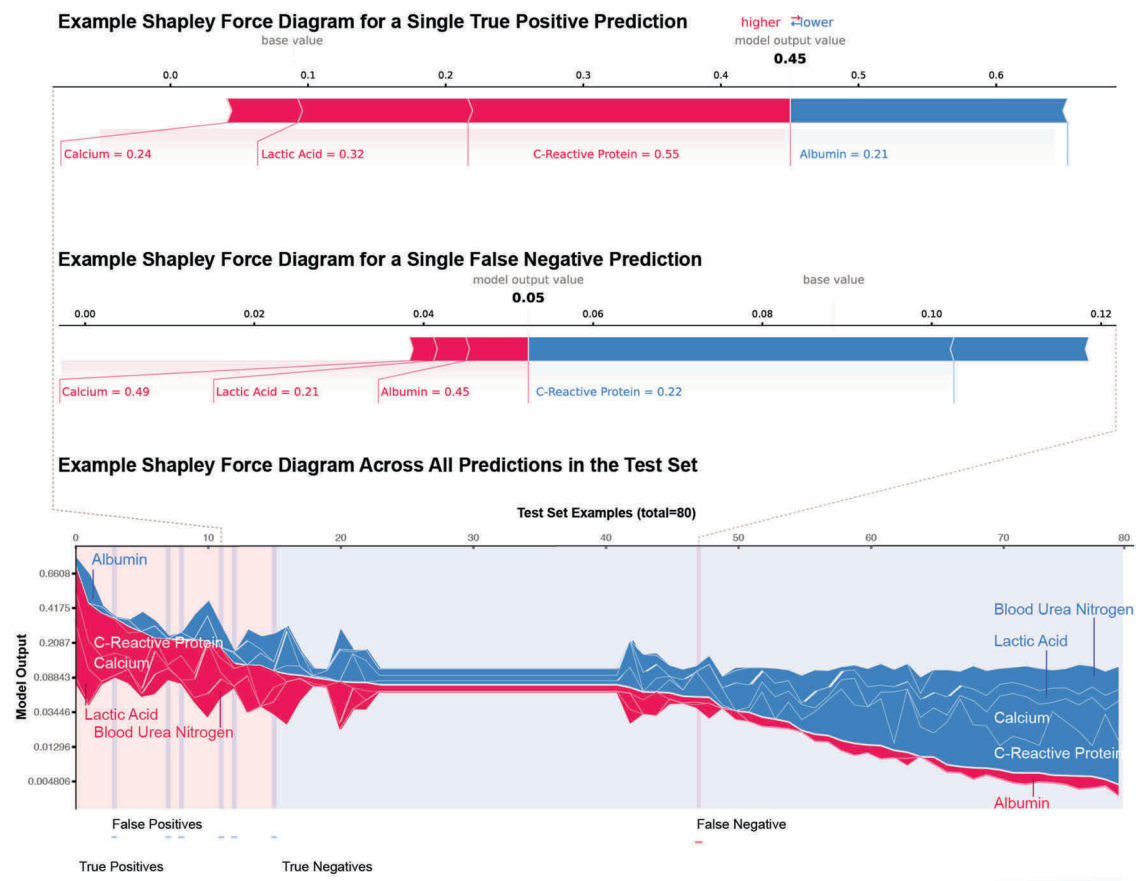 Example Shapley Force Diagram for a Single True Positive Prediction
higher ⇄ lower
base value
model output value
0.45
0.0 0.1 0.2 0.3 0.4 0.5 0.6
Calcium = 0.24 Lactic Acid = 0.32 C-Reactive Protein = 0.55 Albumin = 0.21
Example Shapley Force Diagram for a Single False Negative Prediction
model output value base value
0.05
0.00 0.02 0.04 0.06 0.08 0.10 0.12
Calcium = 0.49 Lactic Acid = 0.21 Albumin = 0.45 C-Reactive Protein = 0.22
Example Shapley Force Diagram Across All Predictions in the Test Set
Test Set Examples (total=80)
0 10 20 30 40 50 60 70 80
Model Output
0.6608
0.4175
0.2087
0.08843
0.03446
0.01296
0.004806
Albumin
C-Reactive Protein
Calcium
Lactic Acid
Blood Urea Nitrogen
Blood Urea Nitrogen
Lactic Acid
Calcium
C-Reactive Protein
Albumin
False Positives False Negative
True Positives True Negatives